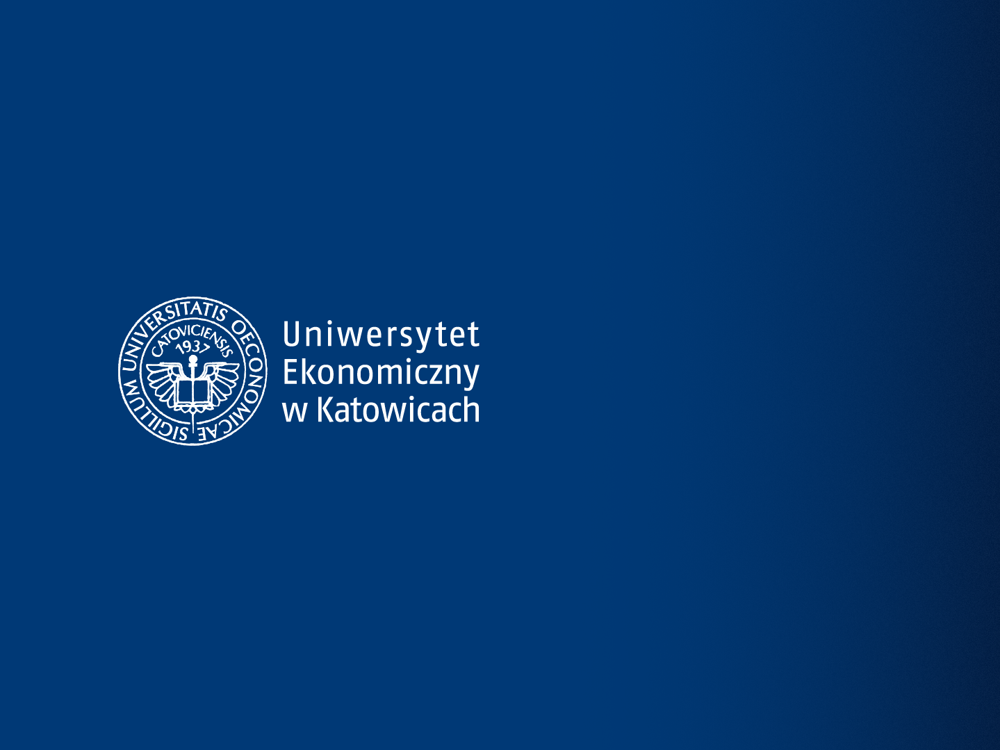 SIGILLUM UNIVERSITATIS OECONOMICAE
CATOVICIENSIS
1937
Uniwersytet
Ekonomiczny
w Katowicach